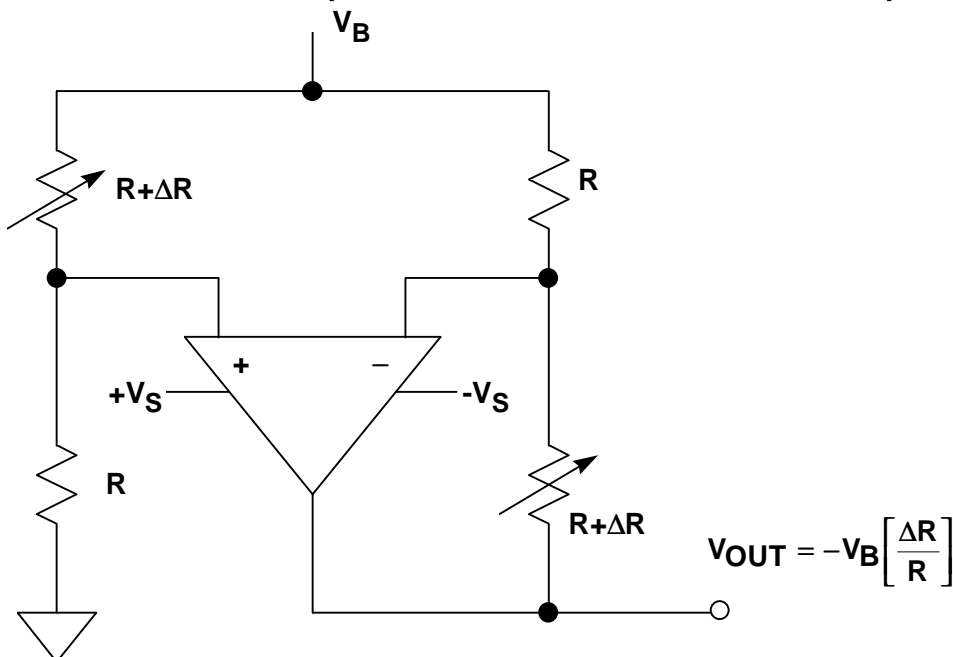 V_B
R+ΔR
R
+ −
+V_S -V_S
R
R+ΔR
V_OUT = −V_B[ΔR/R]